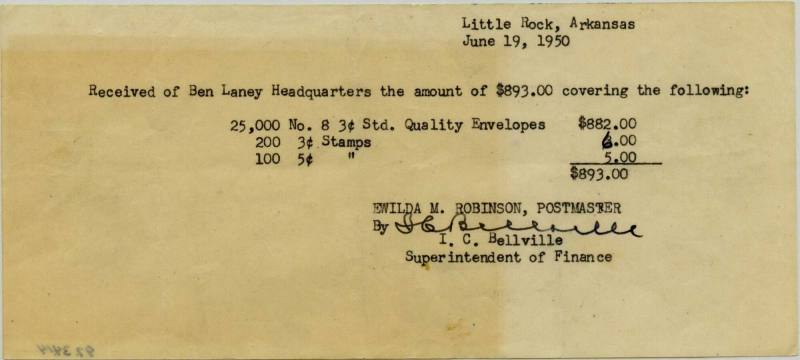 Little Rock, Arkansas
June 19, 1950
Received of Ben Laney Headquarters the amount of $893.00 covering the following:
25,000 No. 8 3¢ Std. Quality Envelopes $882.00
200 3¢ Stamps 6.00
100 5¢ " 5.00
$893.00
EWILDA M. ROBINSON, POSTMASTER
By I C Bellville
I. C. Bellville
Superintendent of Finance